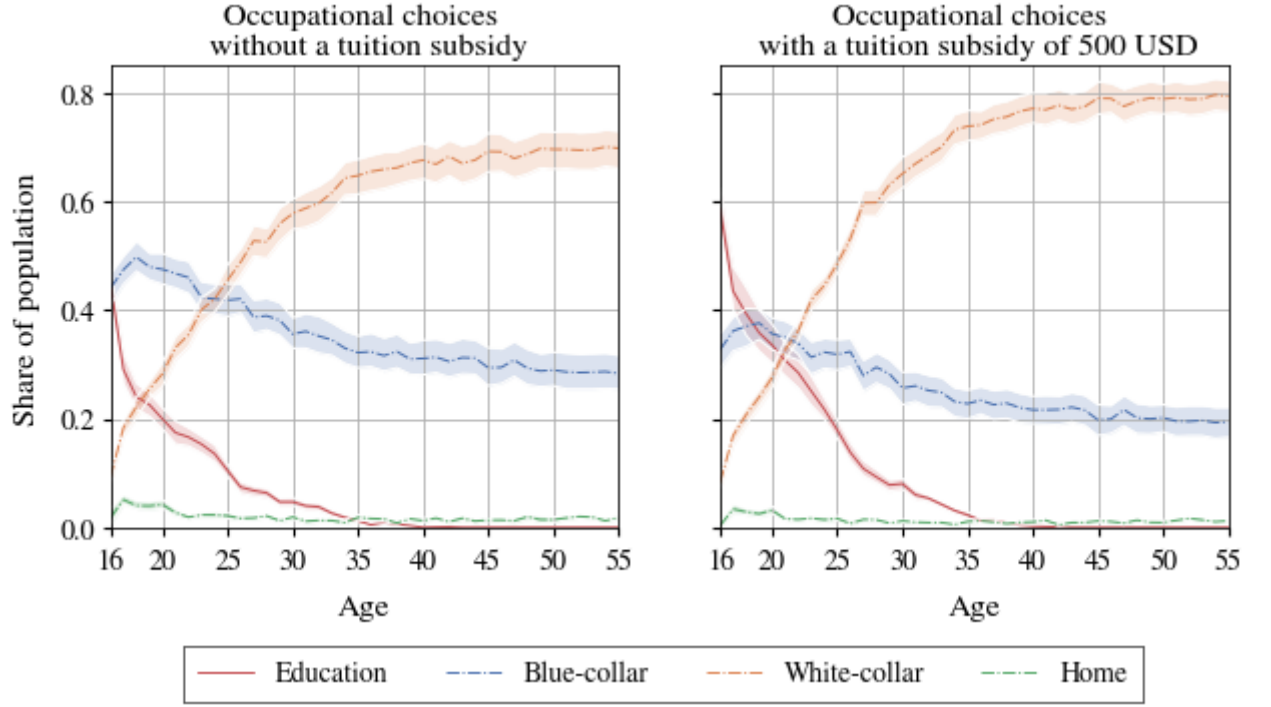 Occupational choices
without a tuition subsidy
Occupational choices
with a tuition subsidy of 500 USD
Share of population
0.8
0.6
0.4
0.2
0.0
16 20 25 30 35 40 45 50 55
16 20 25 30 35 40 45 50 55
Age
Age
Education Blue-collar White-collar Home